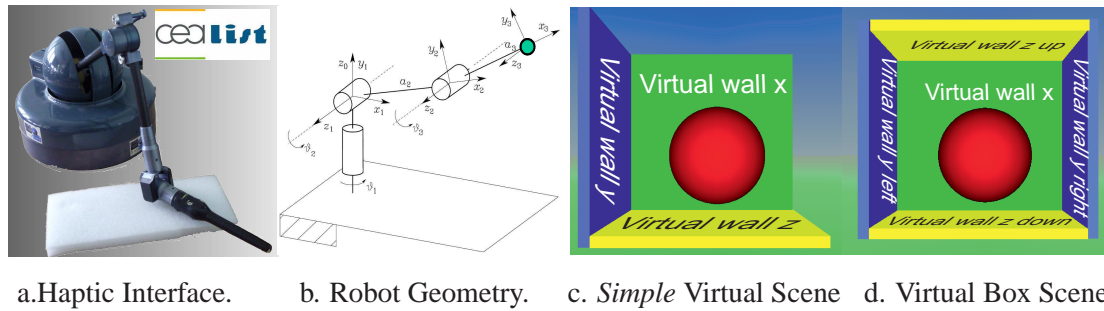 cea list
z₀
y₁
a₂
x₁
z₁
ϑ₂
ϑ₁
y₂
x₂
z₂
ϑ₃
y₃
x₃
a₃
z₃
Virtual wall y
Virtual wall x
Virtual wall z
Virtual wall z up
Virtual wall y left
Virtual wall x
Virtual wall y right
Virtual wall z down
a.Haptic Interface.
b. Robot Geometry.
c. Simple Virtual Scene
d. Virtual Box Scene